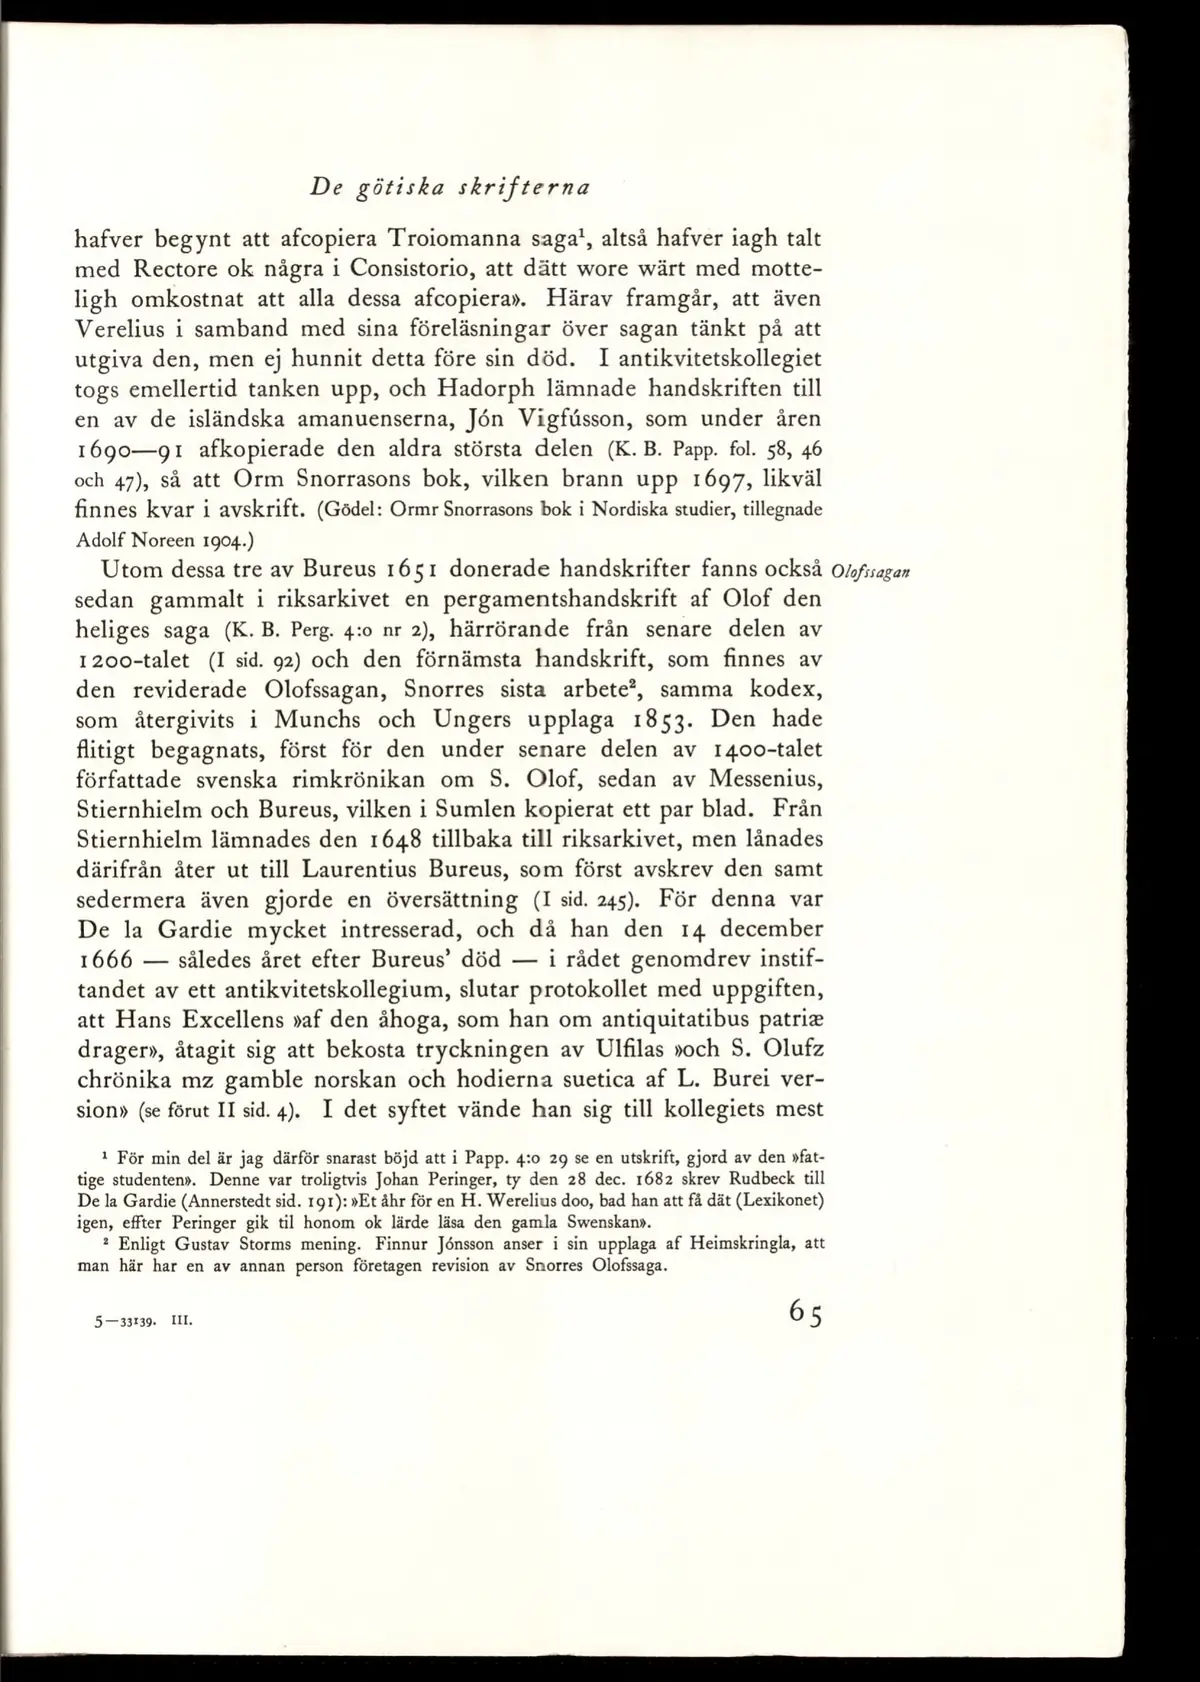 De götiska skrifterna
hafver begynt att afcopiera Troiomanna saga¹, altså hafver iagh talt
med Rectore ok några i Consistorio, att dätt wore wärt med motte-
ligh omkostnat att alla dessa afcopiera». Härav framgår, att även
Verelius i samband med sina föreläsningar över sagan tänkt på att
utgiva den, men ej hunnit detta före sin död. I antikvitetskollegiet
togs emellertid tanken upp, och Hadorph lämnade handskriften till
en av de isländska amanuenserna, Jón Vigfússon, som under åren
1690—91 afkopierade den aldra största delen (K. B. Papp. fol. 58, 46
och 47), så att Orm Snorrasons bok, vilken brann upp 1697, likväl
finnes kvar i avskrift. (Gödel: Ormr Snorrasons bok i Nordiska studier, tillegnade
Adolf Noreen 1904.)
Utom dessa tre av Bureus 1651 donerade handskrifter fanns också Olofssagan
sedan gammalt i riksarkivet en pergamentshandskrift af Olof den
heliges saga (K. B. Perg. 4:o nr 2), härrörande från senare delen av
1200-talet (I sid. 92) och den förnämsta handskrift, som finnes av
den reviderade Olofssagan, Snorres sista arbete², samma kodex,
som återgivits i Munchs och Ungers upplaga 1853. Den hade
flitigt begagnats, först för den under senare delen av 1400-talet
författade svenska rimkrönikan om S. Olof, sedan av Messenius,
Stiernhielm och Bureus, vilken i Sumlen kopierat ett par blad. Från
Stiernhielm lämnades den 1648 tillbaka till riksarkivet, men lånades
därifrån åter ut till Laurentius Bureus, som först avskrev den samt
sedermera även gjorde en översättning (I sid. 245). För denna var
De la Gardie mycket intresserad, och då han den 14 december
1666 — således året efter Bureus’ död — i rådet genomdrev instif-
tandet av ett antikvitetskollegium, slutar protokollet med uppgiften,
att Hans Excellens »af den åhoga, som han om antiquitatibus patriæ
drager», åtagit sig att bekosta tryckningen av Ulfilas »och S. Olufz
chrönika mz gamble norskan och hodierna suetica af L. Burei ver-
sion» (se förut II sid. 4). I det syftet vände han sig till kollegiets mest
¹ För min del är jag därför snarast böjd att i Papp. 4:o 29 se en utskrift, gjord av den »fat-
tige studenten». Denne var troligtvis Johan Peringer, ty den 28 dec. 1682 skrev Rudbeck till
De la Gardie (Annerstedt sid. 191): »Et åhr för en H. Werelius doo, bad han att få dät (Lexikonet)
igen, effter Peringer gik til honom ok lärde läsa den gamla Swenskan».
² Enligt Gustav Storms mening. Finnur Jónsson anser i sin upplaga af Heimskringla, att
man här har en av annan person företagen revision av Snorres Olofssaga.
5—33139. III.
65